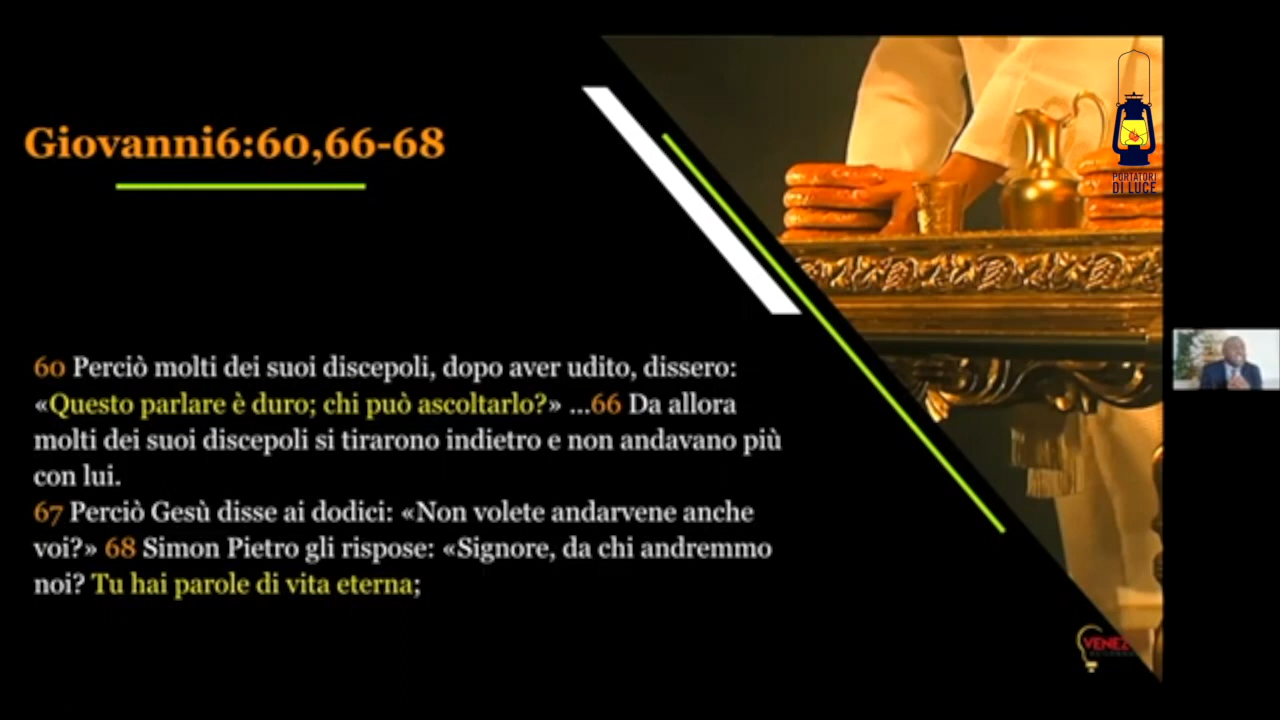 Giovanni6:60,66-68
PORTATORI
DI LUCE
60 Perciò molti dei suoi discepoli, dopo aver udito, dissero:
«Questo parlare è duro; chi può ascoltarlo?» ...66 Da allora
molti dei suoi discepoli si tirarono indietro e non andavano più
con lui.
67 Perciò Gesù disse ai dodici: «Non volete andarvene anche
voi?» 68 Simon Pietro gli rispose: «Signore, da chi andremmo
noi? Tu hai parole di vita eterna;
VENEZ